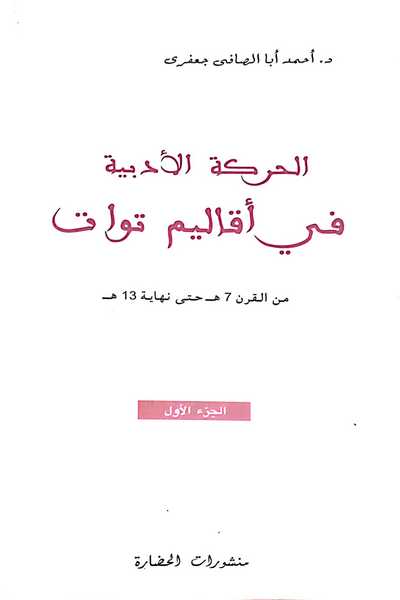 د. أحمد أبا الصافي جعفري
الحركة الأدبية
في أقاليم توات
من القرن 7 هـ حتى نهاية 13 هـ
الجزء الأول
منشورات الحضارة